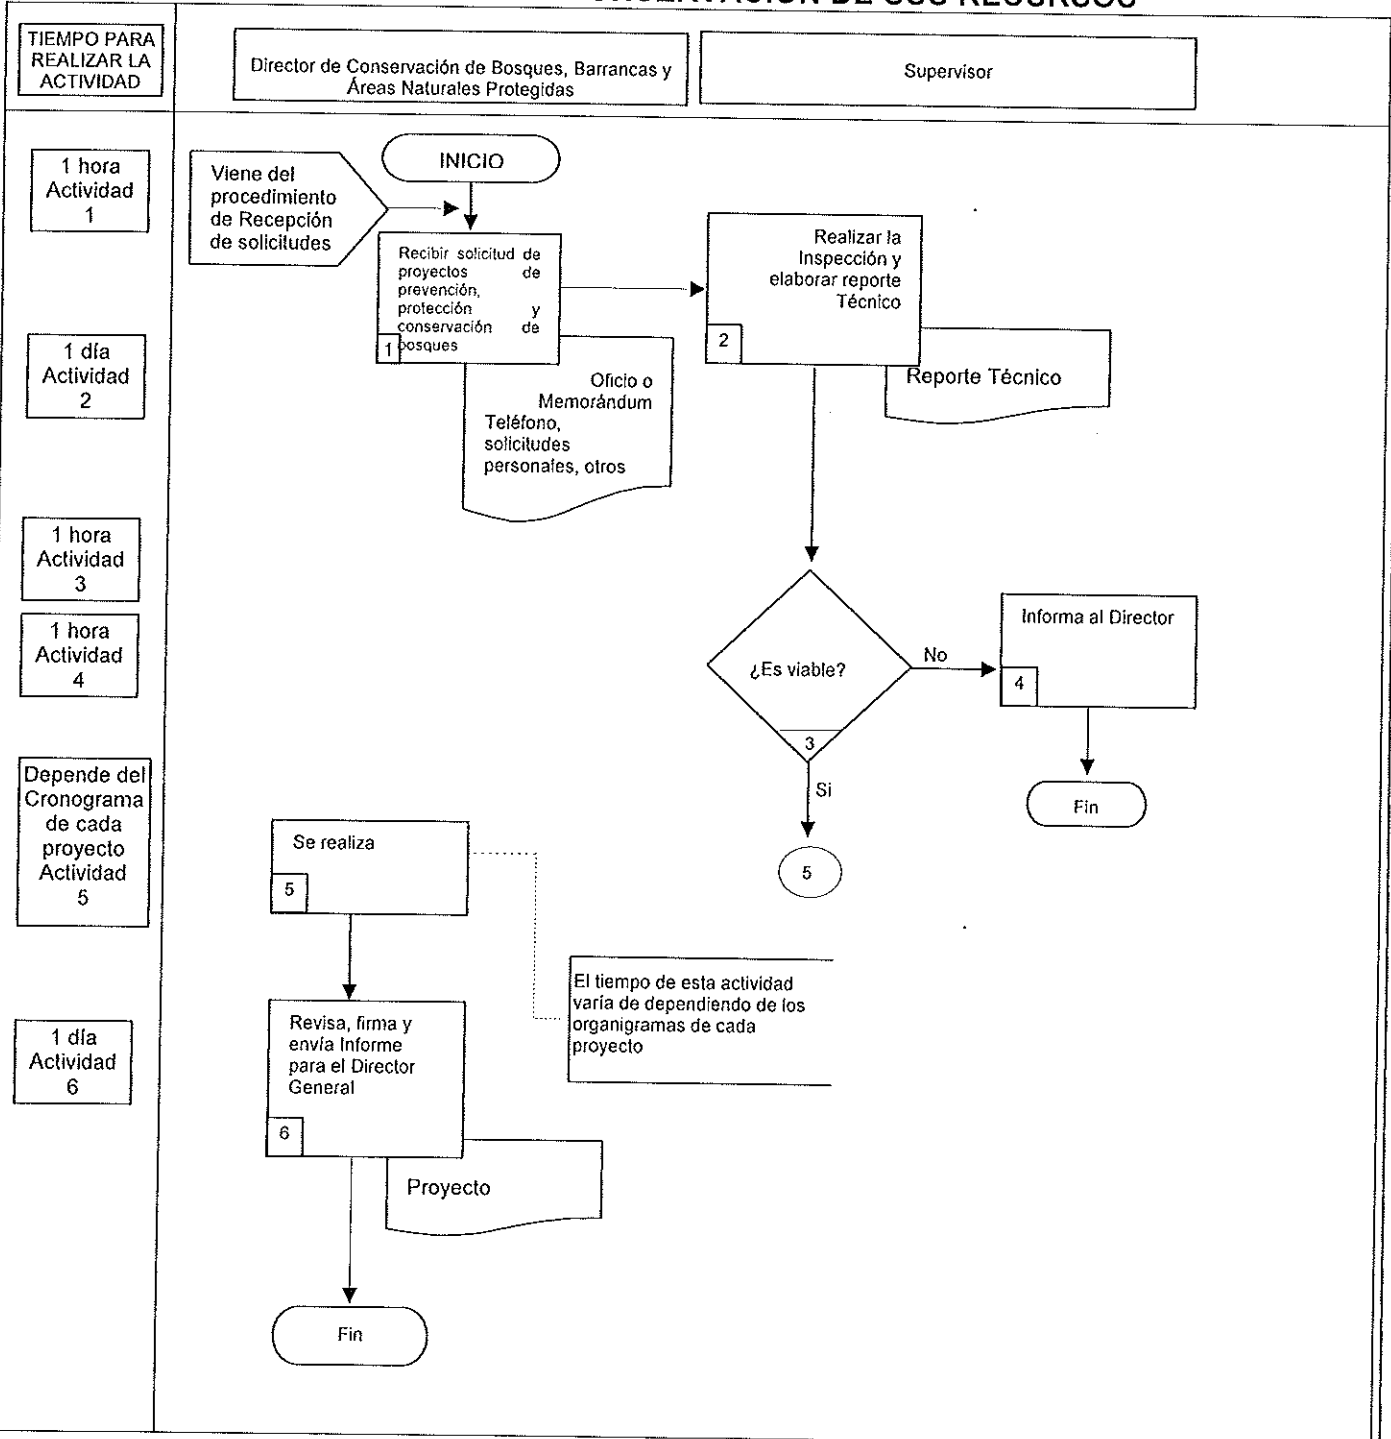 CONSERVACIÓN DE SUS RECURSOS
TIEMPO PARA
REALIZAR LA
ACTIVIDAD
Director de Conservación de Bosques, Barrancas y
Áreas Naturales Protegidas
Supervisor
1 hora
Actividad
1
Viene del
procedimiento
de Recepción
de solicitudes
INICIO
Recibir solicitud de
proyectos de
prevención,
protección y
conservación de
bosques
1
Oficio o
Memorándum
Teléfono,
solicitudes
personales, otros
Realizar la
Inspección y
elaborar reporte
Técnico
2
Reporte Técnico
1 día
Actividad
2
1 hora
Actividad
3
1 hora
Actividad
4
¿Es viable?
3
No
Informa al Director
4
Fin
Si
5
Depende del
Cronograma
de cada
proyecto
Actividad
5
Se realiza
5
El tiempo de esta actividad
varía de dependiendo de los
organigramas de cada
proyecto
1 día
Actividad
6
Revisa, firma y
envía Informe
para el Director
General
6
Proyecto
Fin